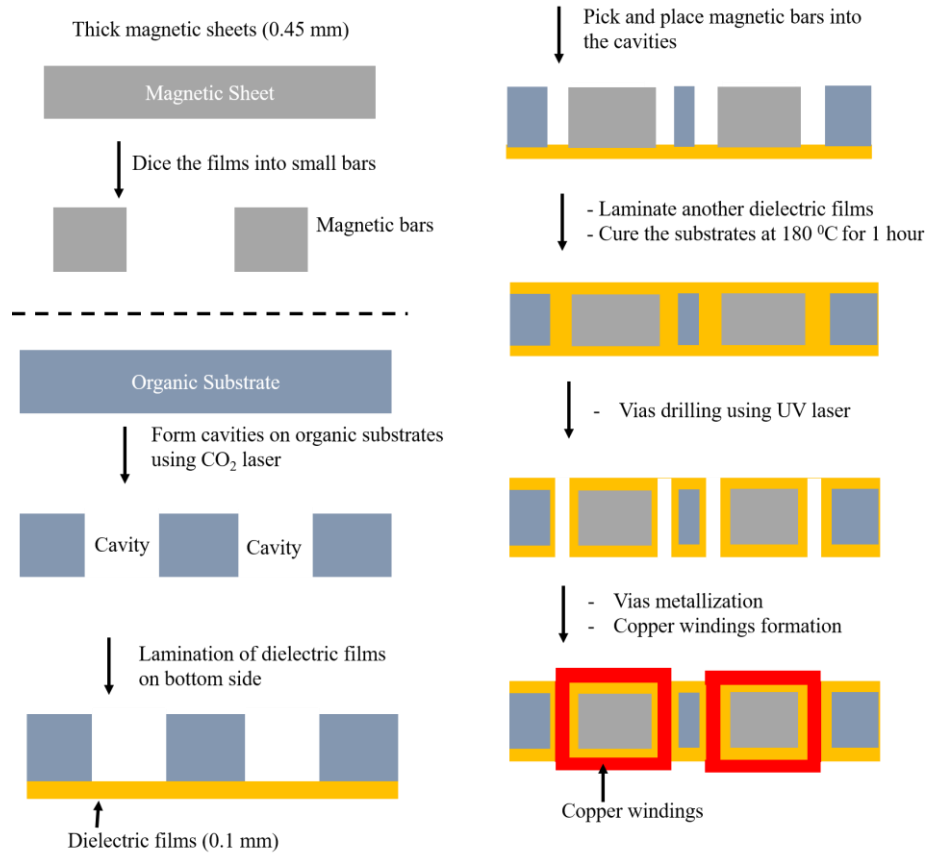 Thick magnetic sheets (0.45 mm)
Magnetic Sheet
Dice the films into small bars
Magnetic bars
Organic Substrate
Form cavities on organic substrates
using CO₂ laser
Cavity
Cavity
Lamination of dielectric films
on bottom side
Dielectric films (0.1 mm)
Pick and place magnetic bars into
the cavities
- Laminate another dielectric films
- Cure the substrates at 180 ⁰C for 1 hour
- Vias drilling using UV laser
- Vias metallization
- Copper windings formation
Copper windings